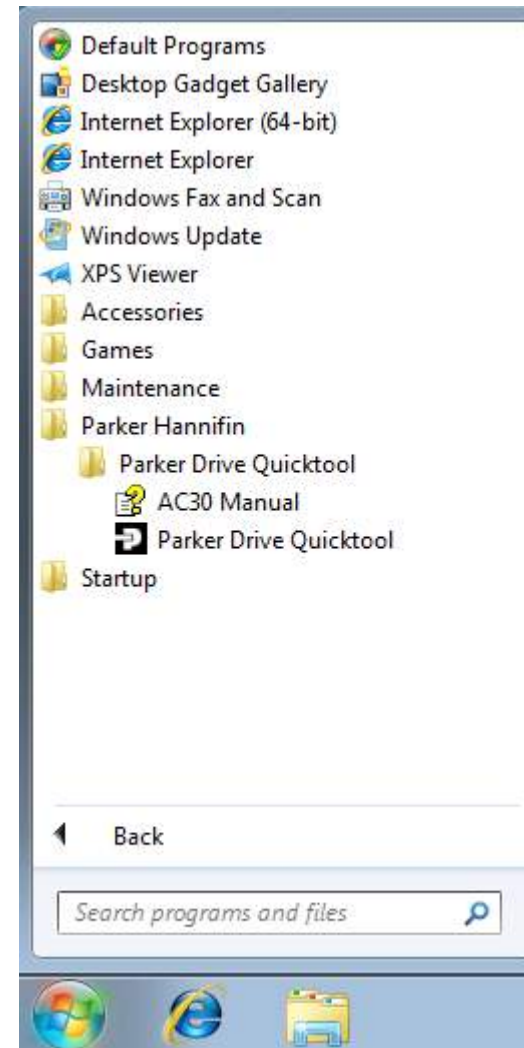 Default Programs
Desktop Gadget Gallery
Internet Explorer (64-bit)
Internet Explorer
Windows Fax and Scan
Windows Update
XPS Viewer
Accessories
Games
Maintenance
Parker Hannifin
Parker Drive Quicktool
AC30 Manual
Parker Drive Quicktool
Startup
Back
Search programs and files